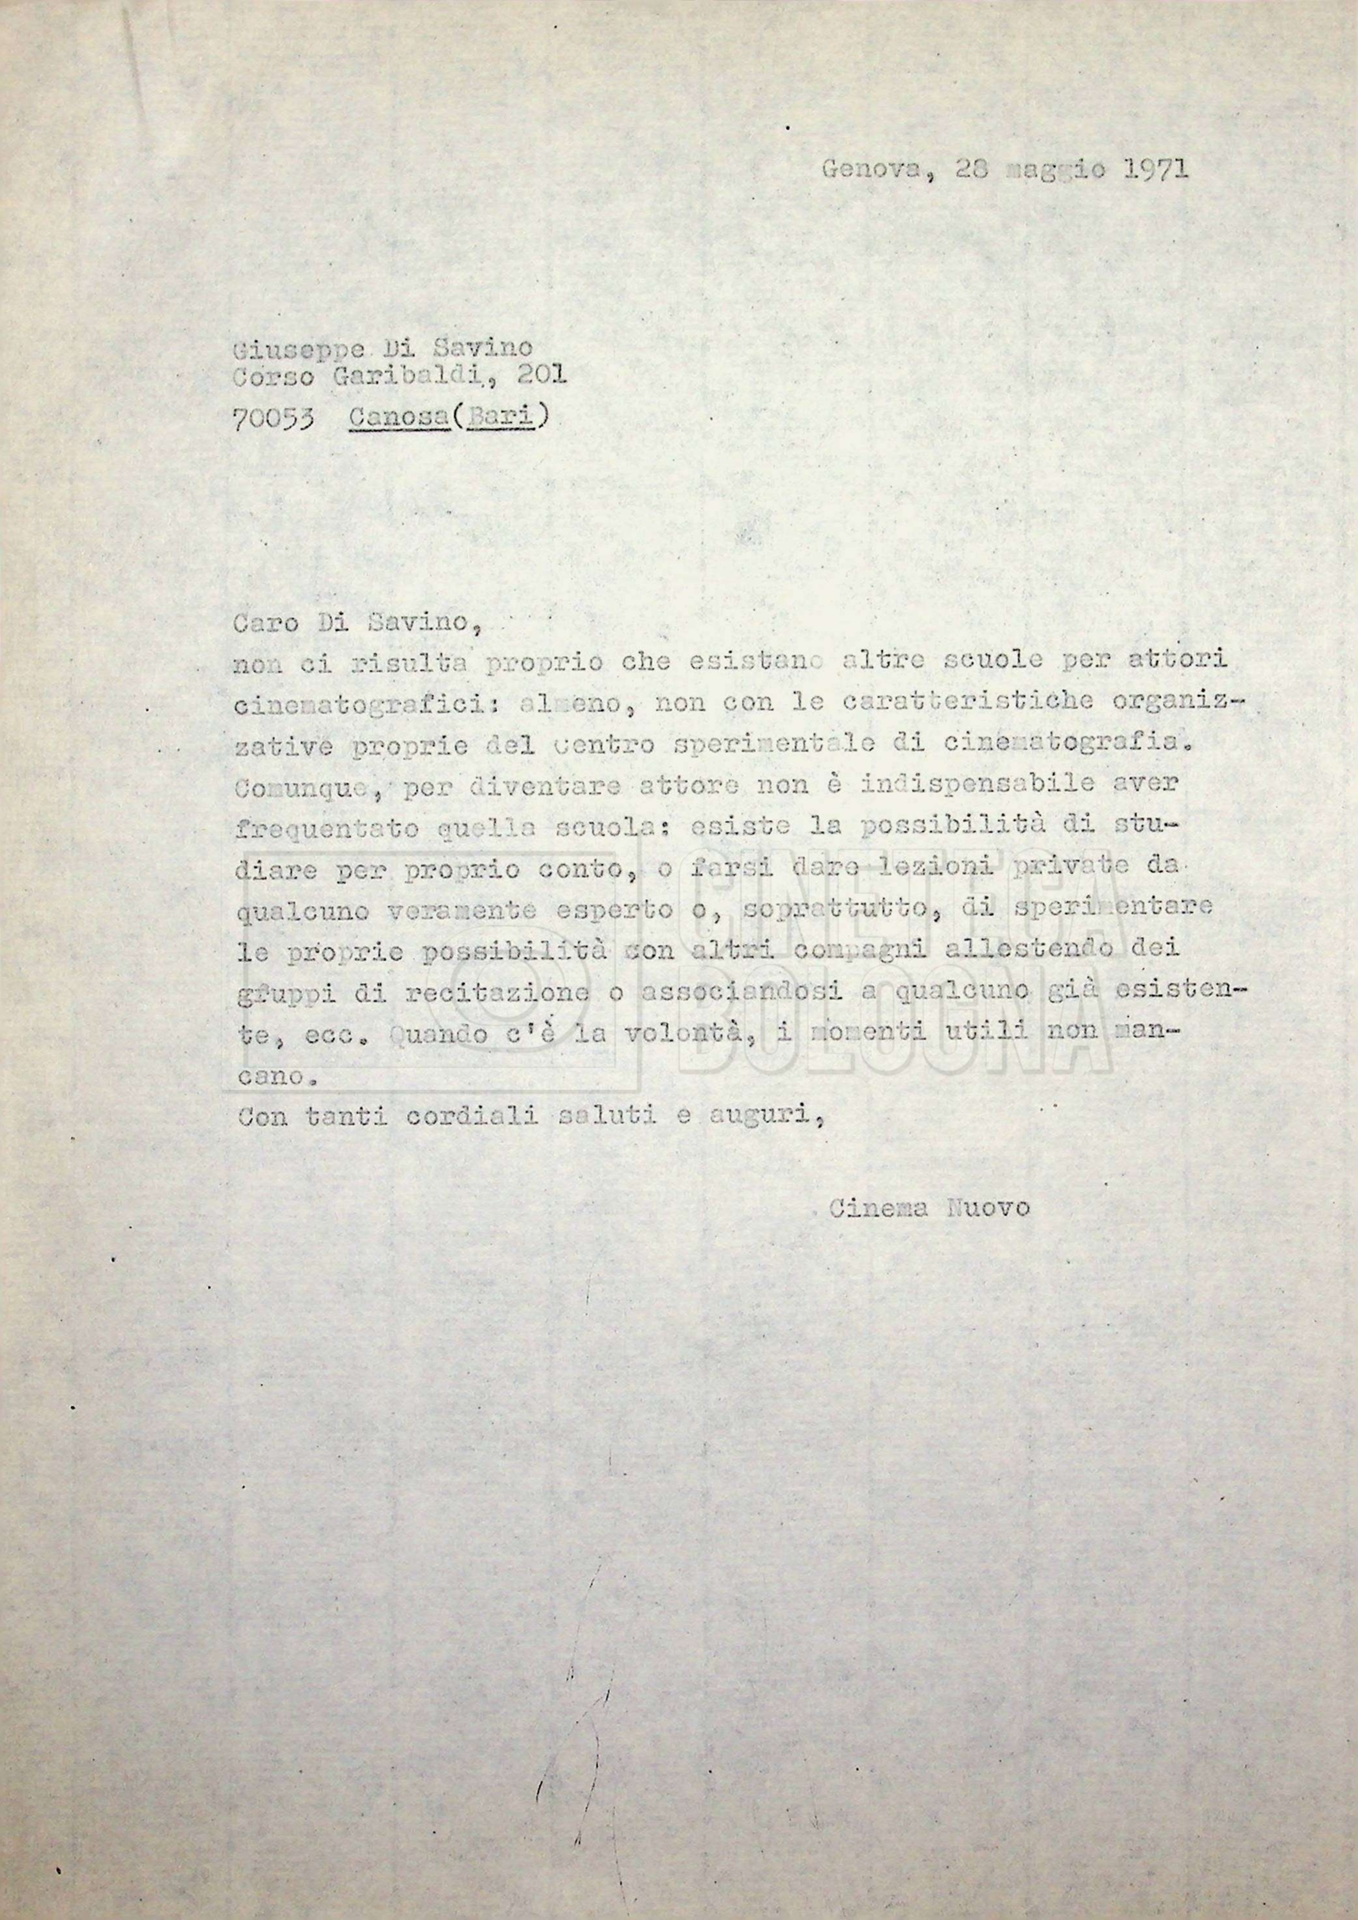 Genova, 28 maggio 1971
Giuseppe Di Savino
Corso Garibaldi, 201
70053 Canosa(Bari)
Caro Di Savino,
non ci risulta proprio che esistano altre scuole per attori
cinematografici: almeno, non con le caratteristiche organiz-
zative proprie del centro sperimentale di cinematografia.
Comunque, per diventare attore non è indispensabile aver
frequentato quella scuola: esiste la possibilità di stu-
diare per proprio conto, o farsi dare lezioni private da
qualcuno veramente esperto o, soprattutto, di sperimentare
le proprie possibilità con altri compagni allestendo dei
gruppi di recitazione o associandosi a qualcuno già esisten-
te, ecc. Quando c'è la volontà, i momenti utili non man-
cano.
Con tanti cordiali saluti e auguri,
Cinema Nuovo
CINETECA
BOLOGNA